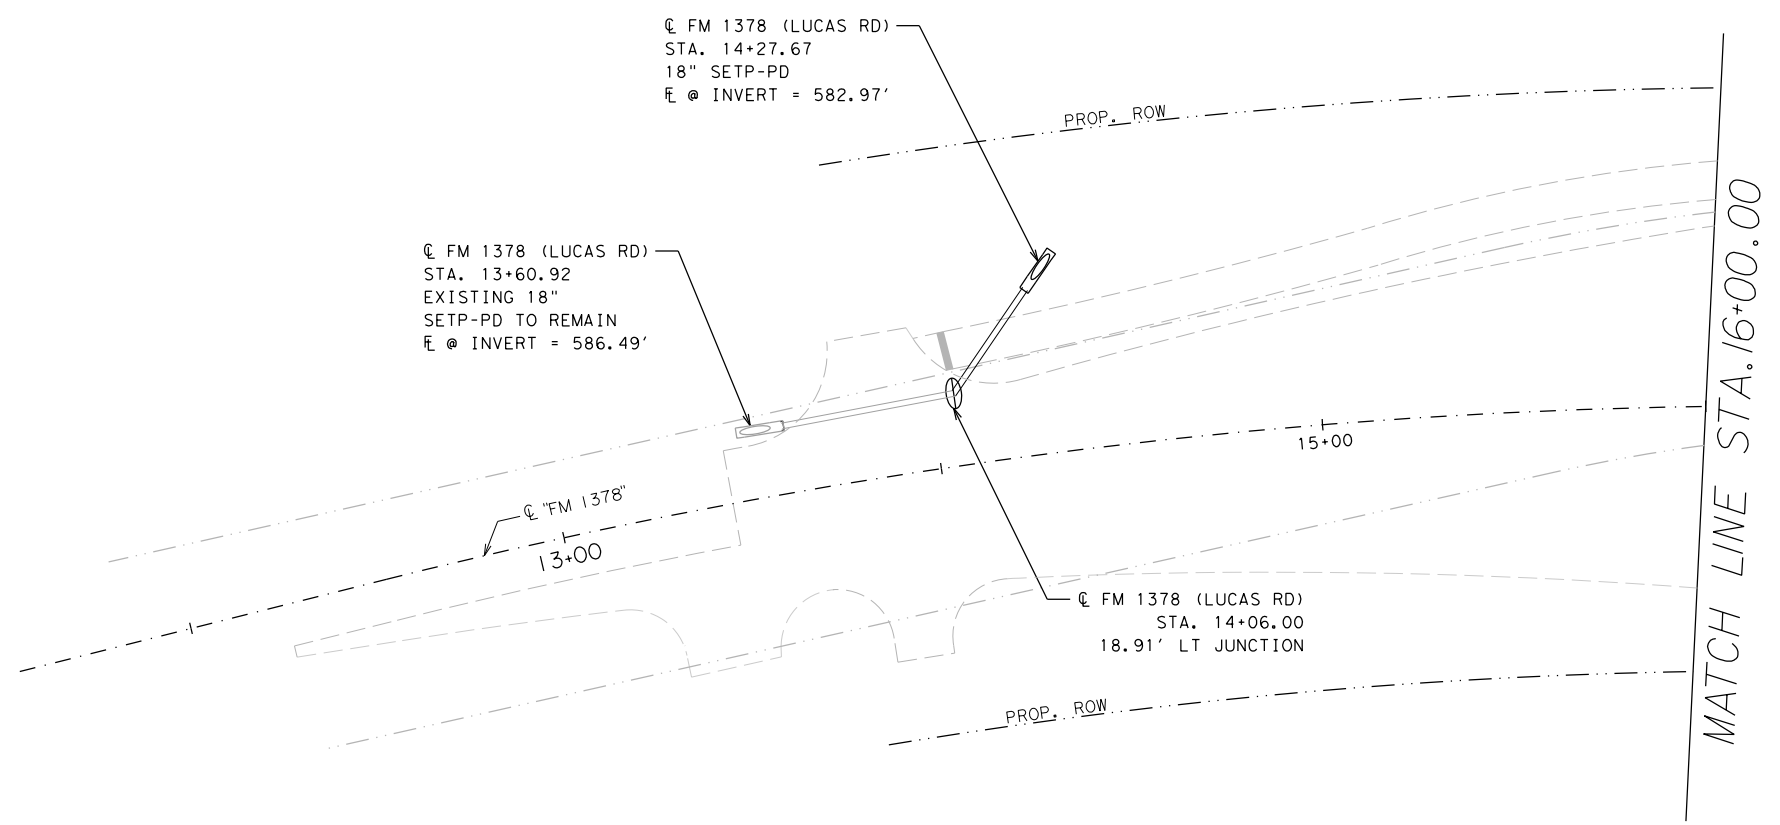 ℄ FM 1378 (LUCAS RD)
STA. 14+27.67
18" SETP-PD
FL @ INVERT = 582.97'
PROP. ROW
℄ FM 1378 (LUCAS RD)
STA. 13+60.92
EXISTING 18"
SETP-PD TO REMAIN
FL @ INVERT = 586.49'
15+00
℄ "FM 1378"
13+00
℄ FM 1378 (LUCAS RD)
STA. 14+06.00
18.91' LT JUNCTION
PROP. ROW
MATCH LINE STA.16+00.00